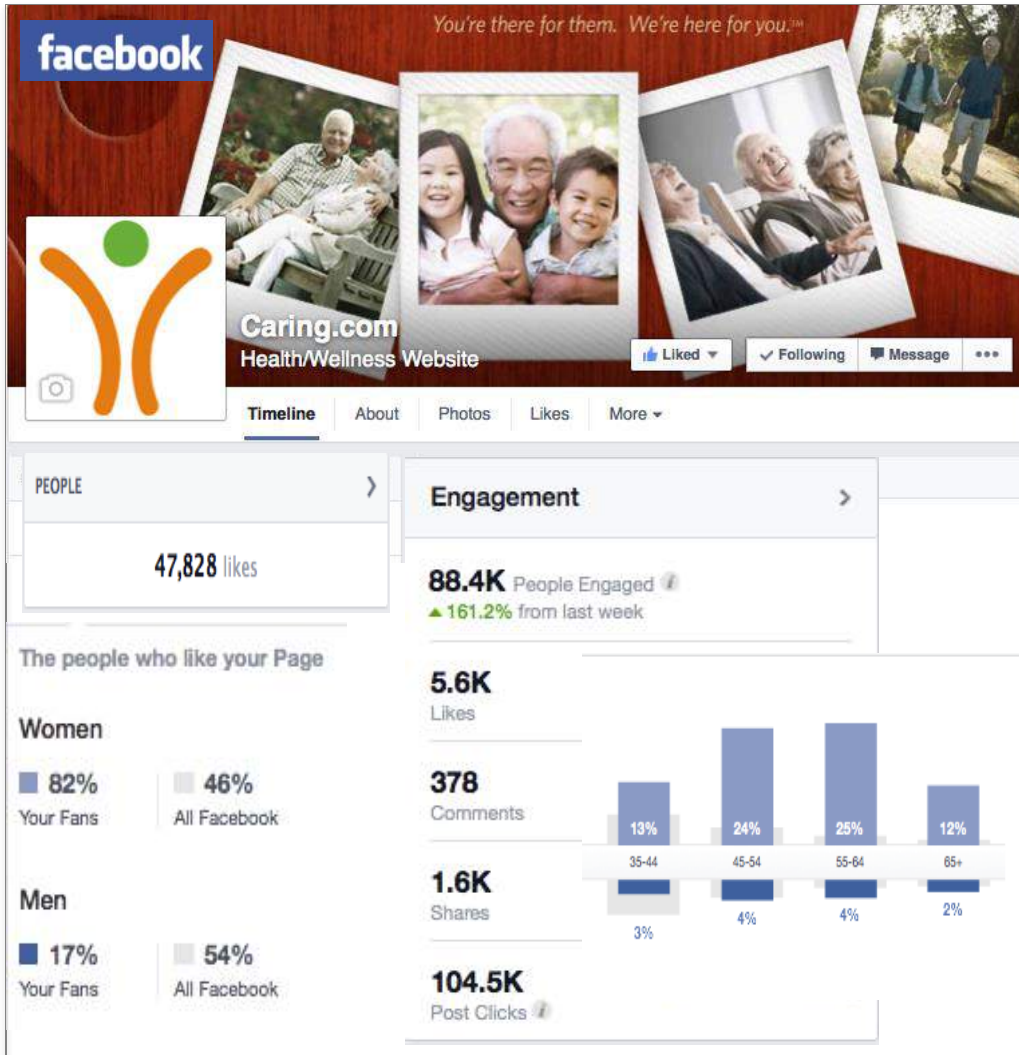 You're there for them. We're here for you.™
facebook
Caring.com
Health/Wellness Website
Liked
Following
Message
Timeline About Photos Likes More
PEOPLE
47,828 likes
The people who like your Page
Women
82% 46%
Your Fans All Facebook
Men
17% 54%
Your Fans All Facebook
Engagement
88.4K People Engaged i
161.2% from last week
5.6K
Likes
378
Comments
1.6K
Shares
104.5K
Post Clicks i
13% 24% 25% 12%
35-44 45-54 55-64 65+
3% 4% 4% 2%